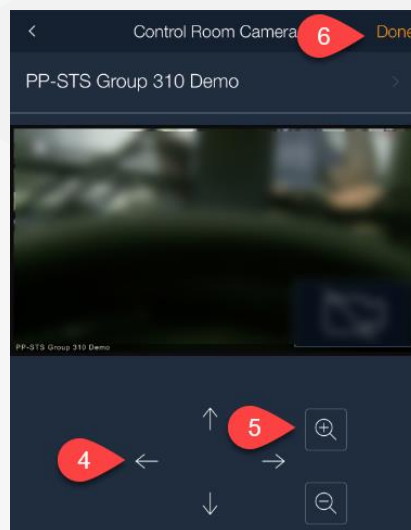 Control Room Camera 6 Done
PP-STS Group 310 Demo
PP-STS Group 310 Demo
5
4